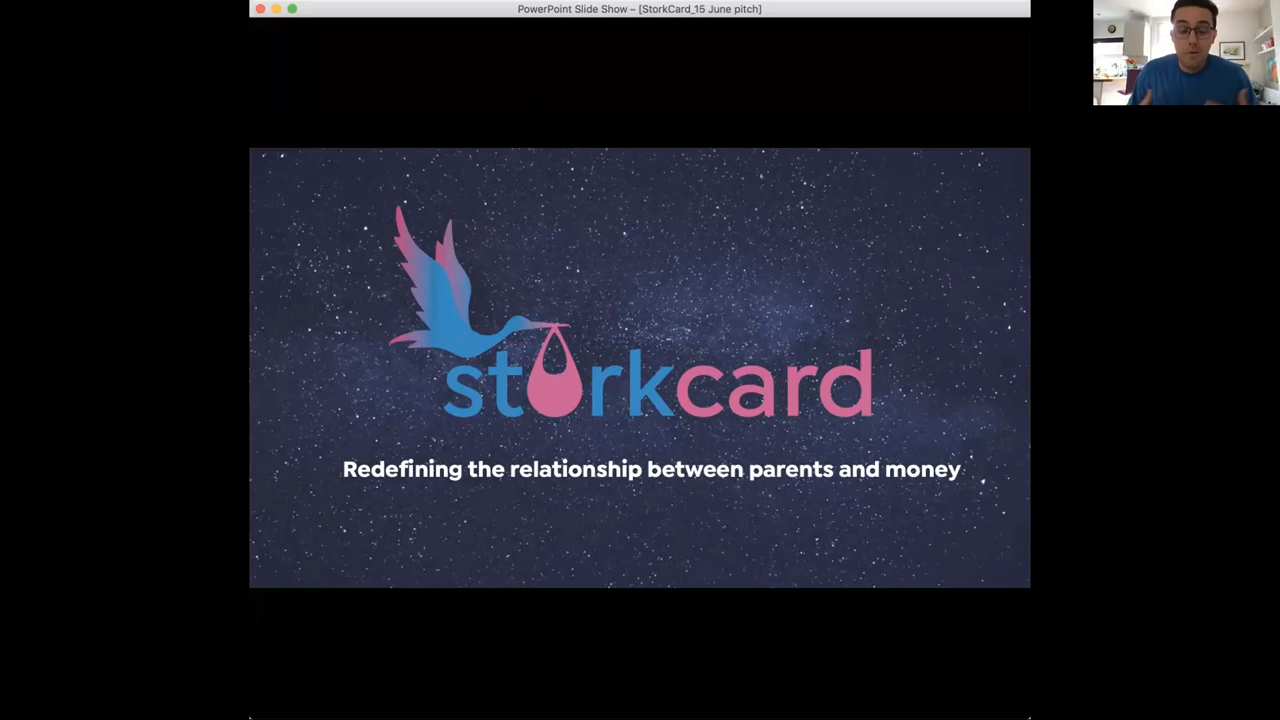 PowerPoint Slide Show – [StorkCard_15 June pitch]
storkcard
Redefining the relationship between parents and money